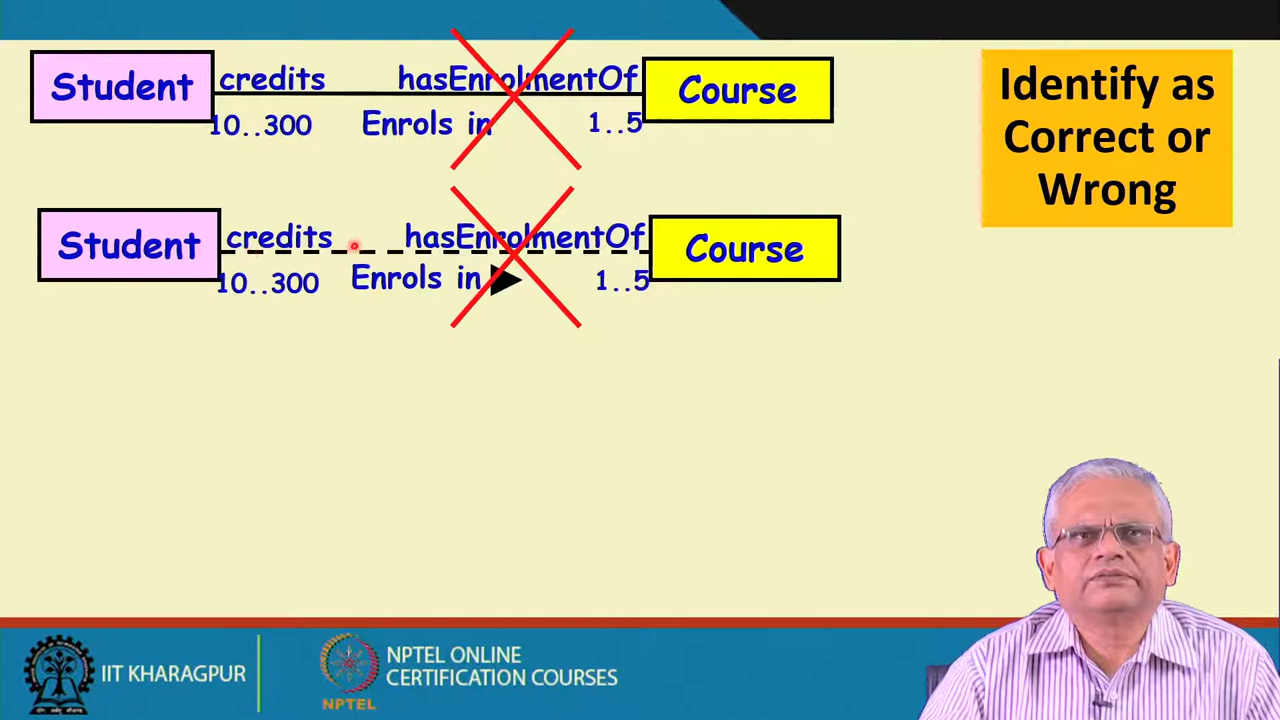 Student credits hasEnrolmentOf Course
10..300 Enrols in 1..5
Student credits hasEnrolmentOf Course
10..300 Enrols in 1..5
Identify as
Correct or
Wrong
IIT KHARAGPUR
NPTEL
NPTEL ONLINE
CERTIFICATION COURSES